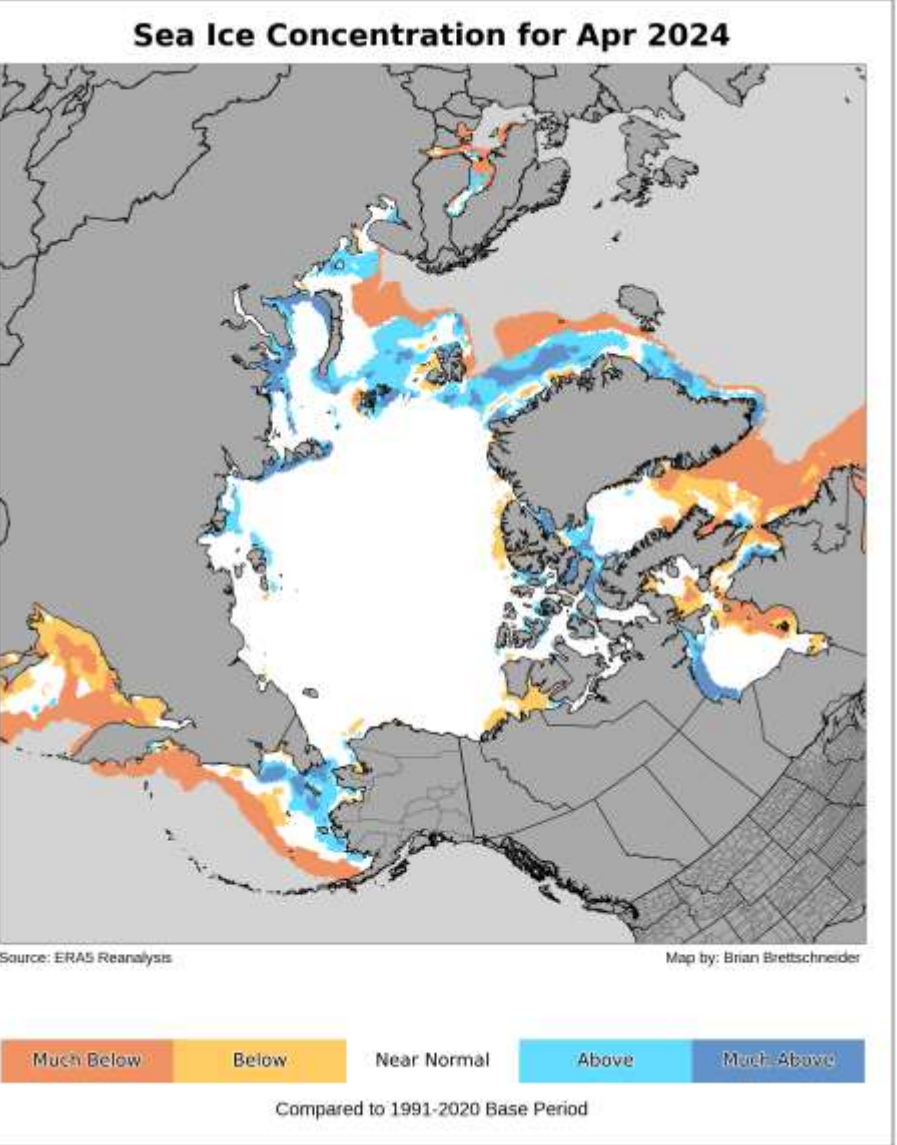 Sea Ice Concentration for Apr 2024
Source: ERA5 Reanalysis
Map by: Brian Brettschneider
Much Below
Below
Near Normal
Above
Much Above
Compared to 1991-2020 Base Period